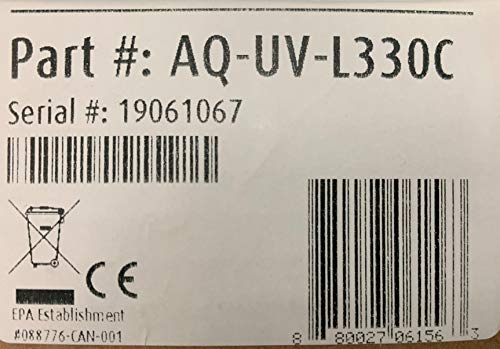 Part #: AQ-UV-L330C
Serial #: 19061067
CE
EPA Establishment
#088776-CAN-001
8 80027 06156 3